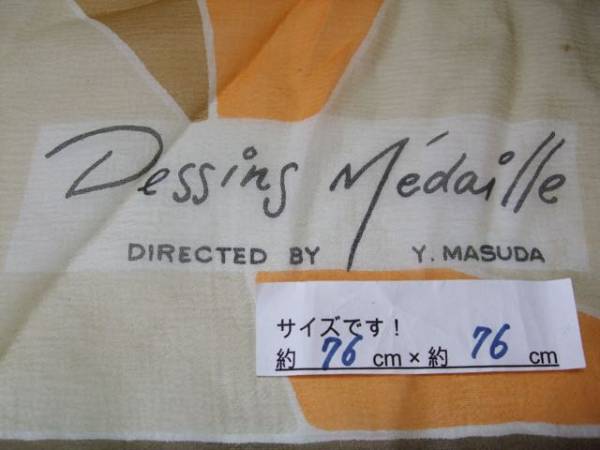 Dessins Médaille
DIRECTED BY Y. MASUDA
サイズです！
約 76 cm × 約 76 cm